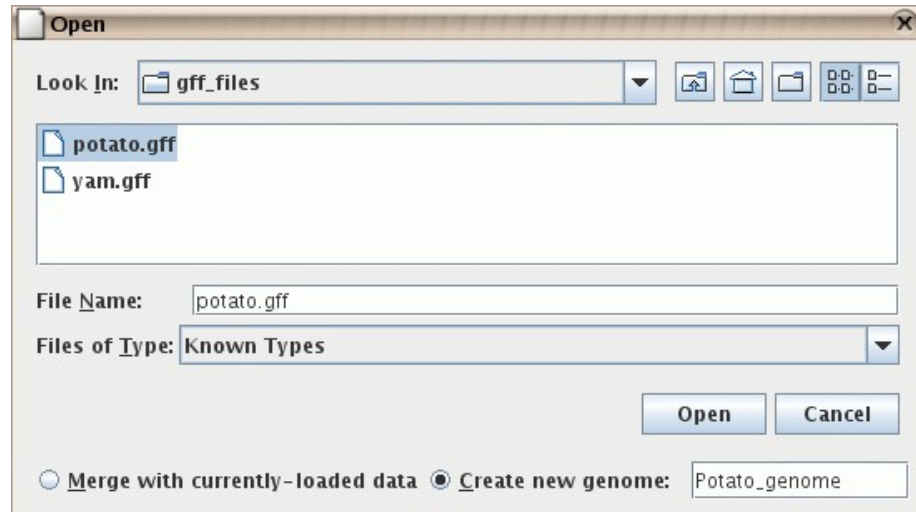 Open
Look In: gff_files
potato.gff
yam.gff
File Name: potato.gff
Files of Type: Known Types
Open Cancel
Merge with currently-loaded data Create new genome: Potato_genome